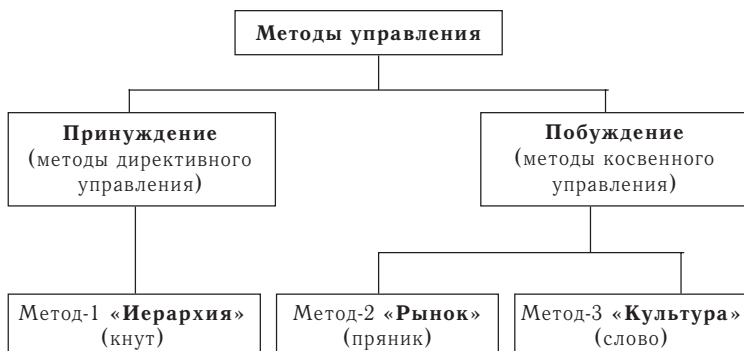 Методы управления
Принуждение
(методы директивного
управления)
Побуждение
(методы косвенного
управления)
Метод-1 «Иерархия»
(кнут)
Метод-2 «Рынок»
(пряник)
Метод-3 «Культура»
(слово)